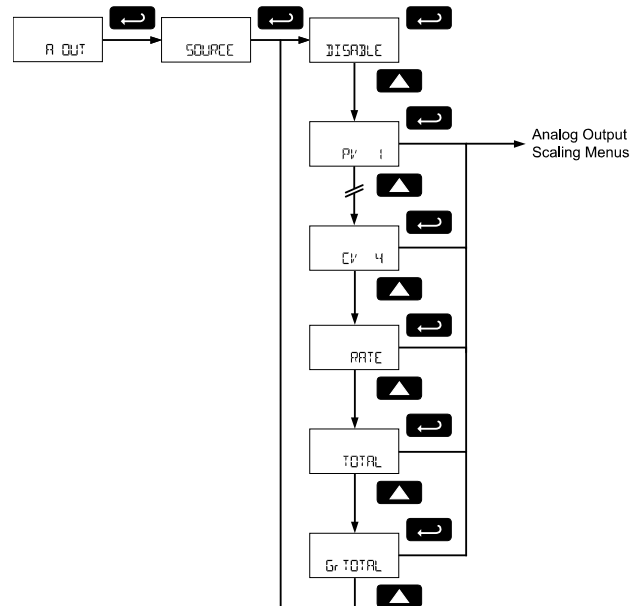 A OUT
SOURCE
DISABLE
PV 1
Analog Output
Scaling Menus
CV 4
RATE
TOTAL
Gr TOTAL